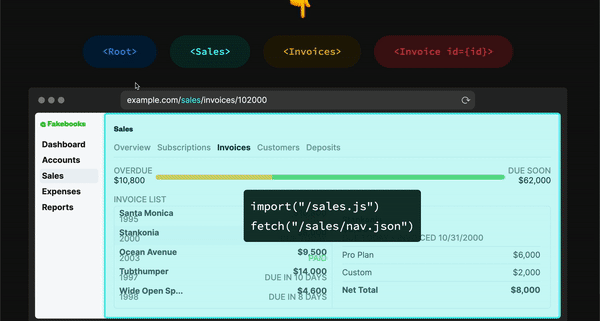 <Root>
<Sales>
<Invoices>
<Invoice id={id}>
example.com/sales/invoices/102000
Fakebooks
Dashboard
Accounts
Sales
Expenses
Reports
Sales
Overview Subscriptions Invoices Customers Deposits
OVERDUE
$10,800
DUE SOON
$62,000
INVOICE LIST
Santa Monica
1995
Stankonia
2000
Ocean Avenue $9,500
2003 PAID
Tubthumper $14,000
1997 DUE IN 10 DAYS
Wide Open Sp... $4,600
1998 DUE IN 8 DAYS
import("/sales.js")
fetch("/sales/nav.json")
10/31/2000
Pro Plan $6,000
Custom $2,000
Net Total $8,000